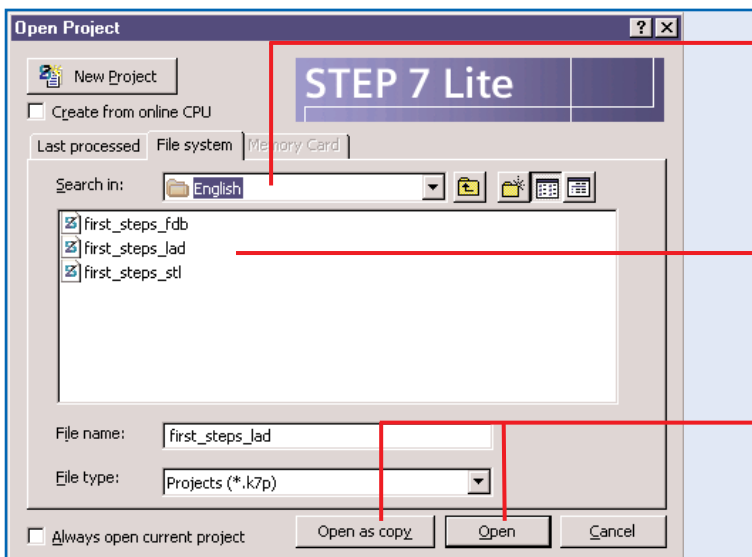 Open Project
New Project
STEP 7 Lite
Create from online CPU
Last processed File system Memory Card
Search in: English
first_steps_fdb
first_steps_lad
first_steps_stl
File name: first_steps_lad
File type: Projects (*.k7p)
Always open current project Open as copy Open Cancel